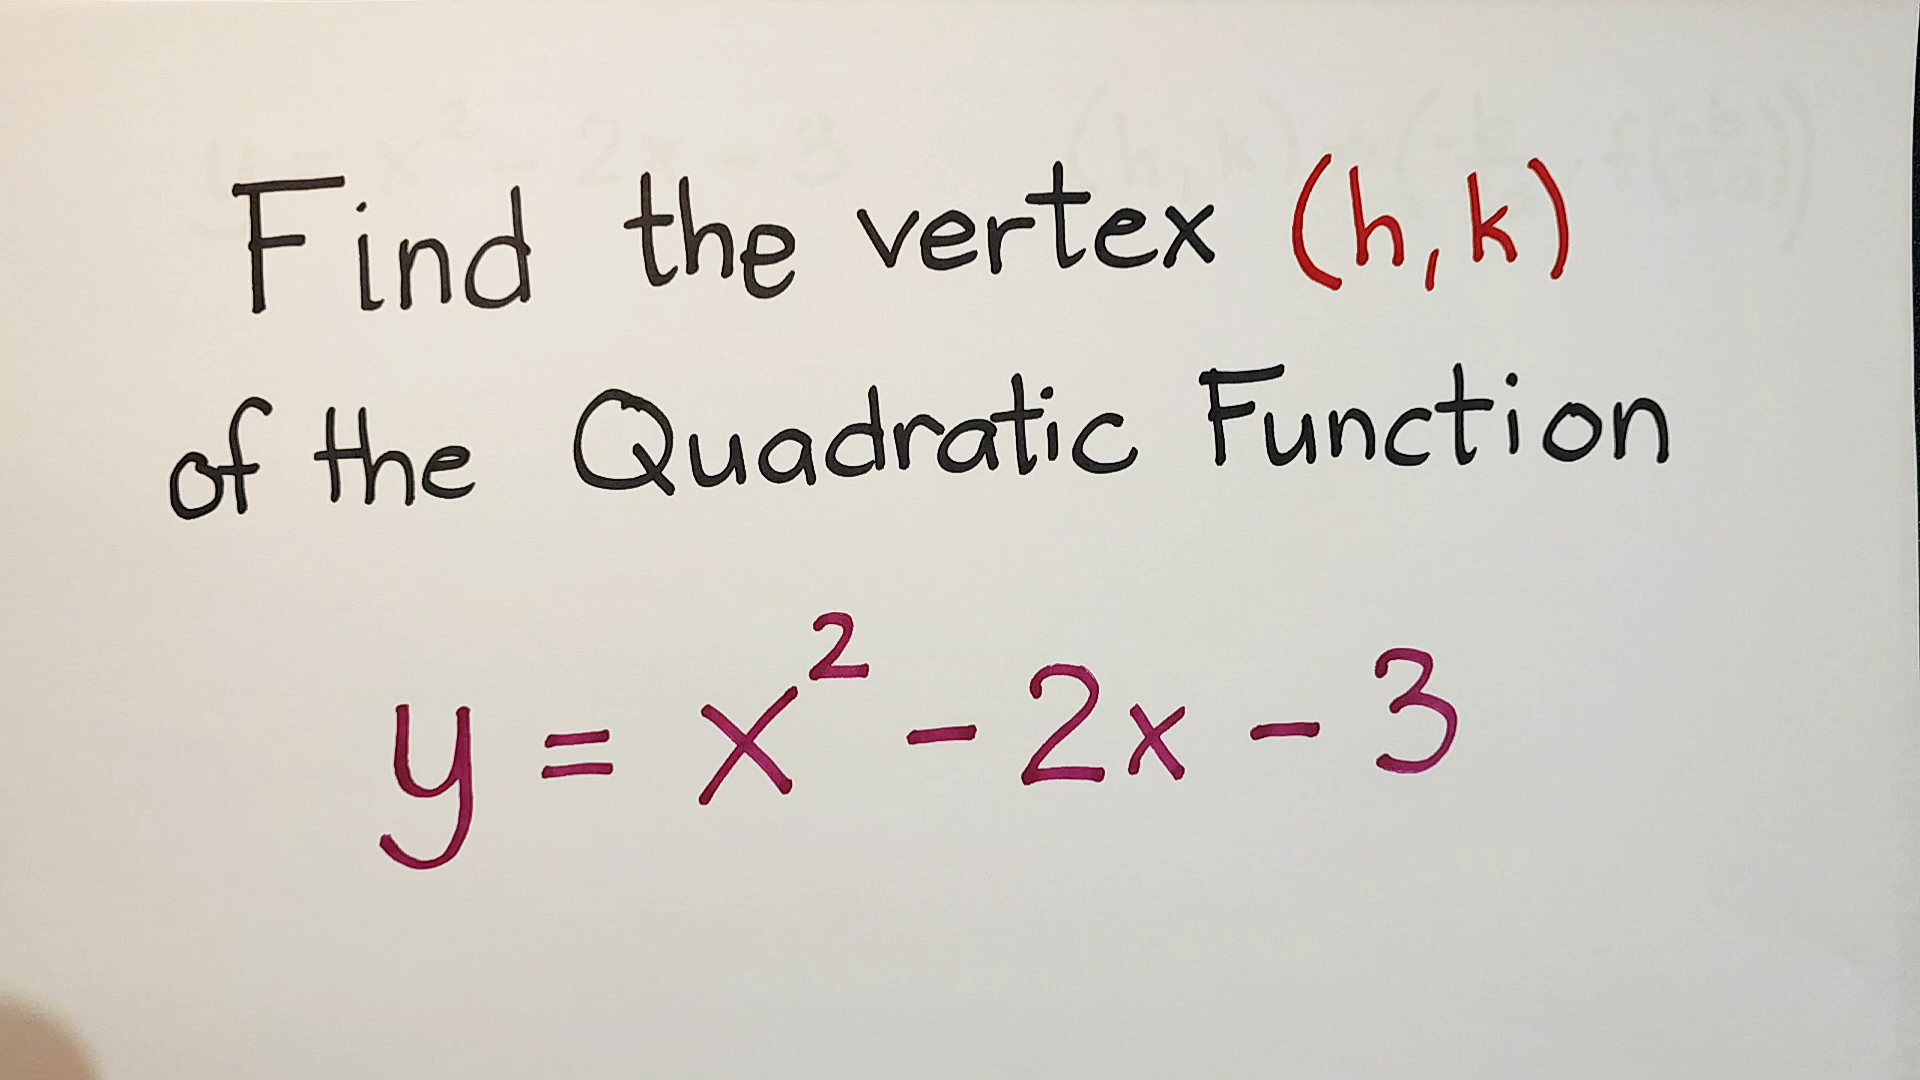 Find the vertex (h, k)
of the Quadratic Function
y = x² - 2x - 3